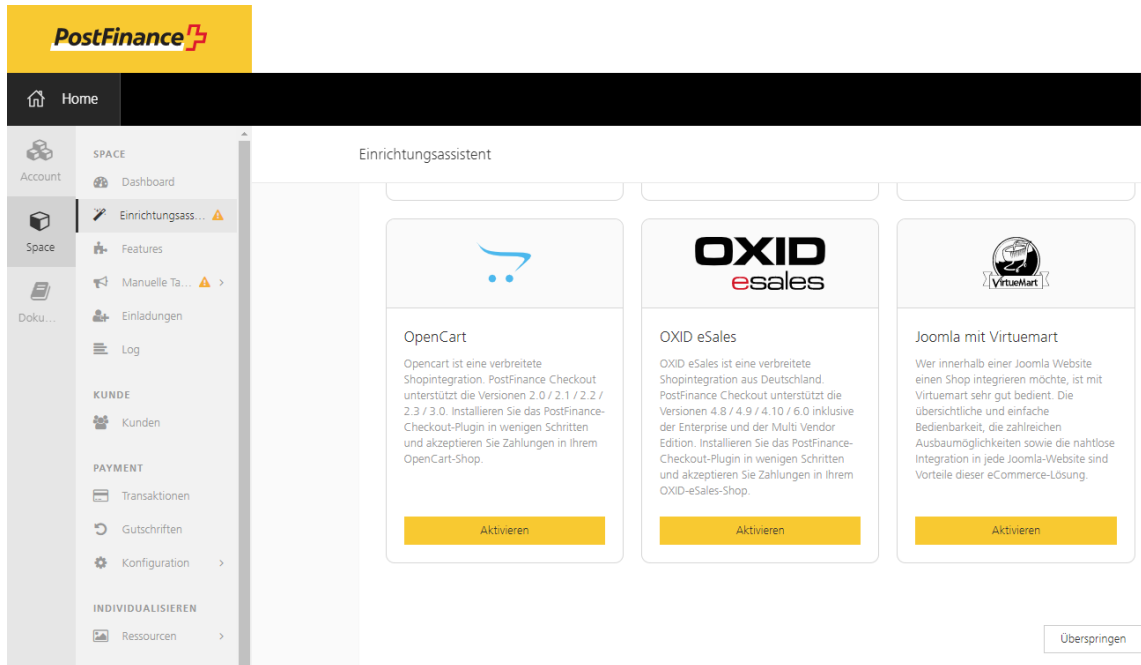 PostFinance
Home
Account
Space
Doku...
SPACE
Dashboard
Einrichtungsass...
Features
Manuelle Ta...
Einladungen
Log
KUNDE
Kunden
PAYMENT
Transaktionen
Gutschriften
Konfiguration
INDIVIDUALISIEREN
Ressourcen
Einrichtungsassistent
OpenCart
Opencart ist eine verbreitete
Shopintegration. PostFinance Checkout
unterstützt die Versionen 2.0 / 2.1 / 2.2 /
2.3 / 3.0. Installieren Sie das PostFinance-
Checkout-Plugin in wenigen Schritten
und akzeptieren Sie Zahlungen in Ihrem
OpenCart-Shop.
Aktivieren
OXID
esales
OXID eSales
OXID eSales ist eine verbreitete
Shopintegration aus Deutschland.
PostFinance Checkout unterstützt die
Versionen 4.8 / 4.9 / 4.10 / 6.0 inklusive
der Enterprise und der Multi Vendor
Edition. Installieren Sie das PostFinance-
Checkout-Plugin in wenigen Schritten
und akzeptieren Sie Zahlungen in Ihrem
OXID-eSales-Shop.
Aktivieren
VirtueMart
Joomla mit Virtuemart
Wer innerhalb einer Joomla Website
einen Shop integrieren möchte, ist mit
Virtuemart sehr gut bedient. Die
übersichtliche und einfache
Bedienbarkeit, die zahlreichen
Ausbaumöglichkeiten sowie die nahtlose
Integration in jede Joomla-Website sind
Vorteile dieser eCommerce-Lösung.
Aktivieren
Überspringen